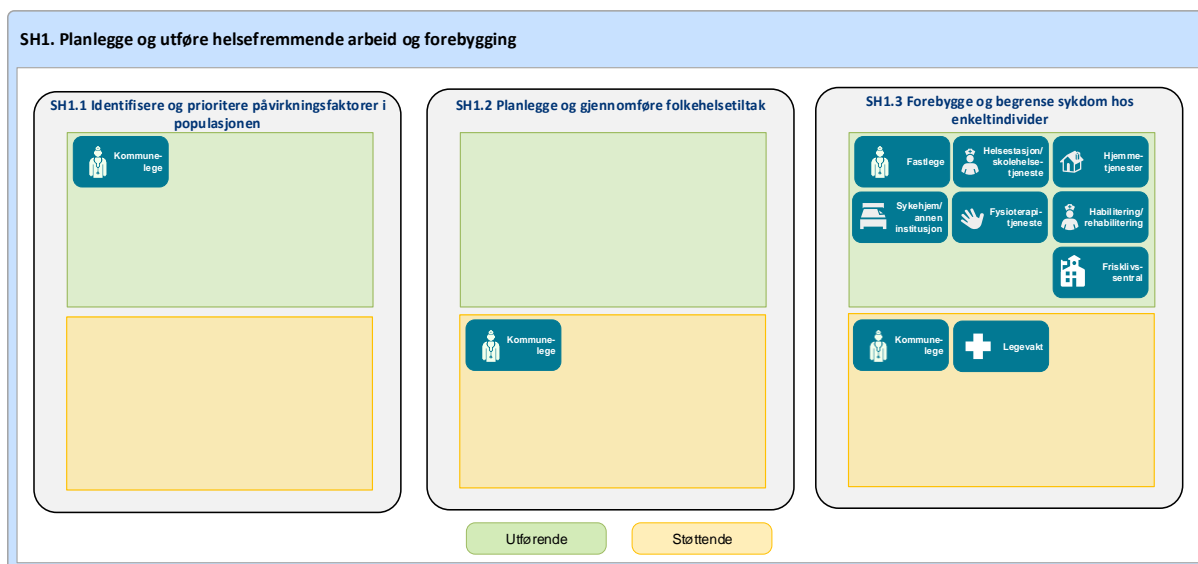 SH1. Planlegge og utføre helsefremmende arbeid og forebygging
SH1.1 Identifisere og prioritere påvirkningsfaktorer i
populasjonen
Kommune-
lege
SH1.2 Planlegge og gjennomføre folkehelsetiltak
Kommune-
lege
SH1.3 Forebygge og begrense sykdom hos
enkeltindivider
Fastlege
Helsestasjon/
skolehelse-
tjeneste
Hjemme-
tjenester
Sykehjem/
annen
institusjon
Fysioterapi-
tjeneste
Habilitering/
rehabilitering
Frisklivs-
sentral
Kommune-
lege
Legevakt
Utførende
Støttende